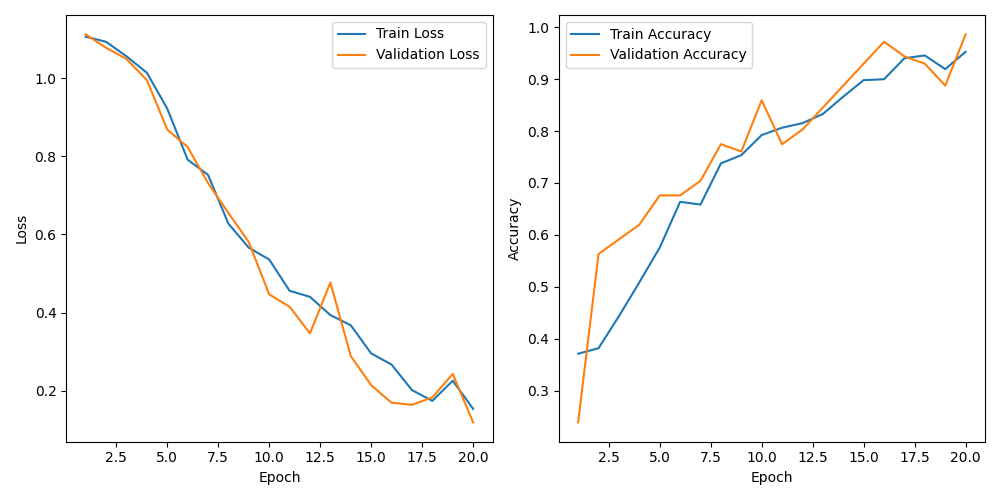 Train Loss
Validation Loss
1.0
0.8
0.6
0.4
0.2
Loss
2.5 5.0 7.5 10.0 12.5 15.0 17.5 20.0
Epoch
Train Accuracy
Validation Accuracy
1.0
0.9
0.8
0.7
0.6
0.5
0.4
0.3
Accuracy
2.5 5.0 7.5 10.0 12.5 15.0 17.5 20.0
Epoch